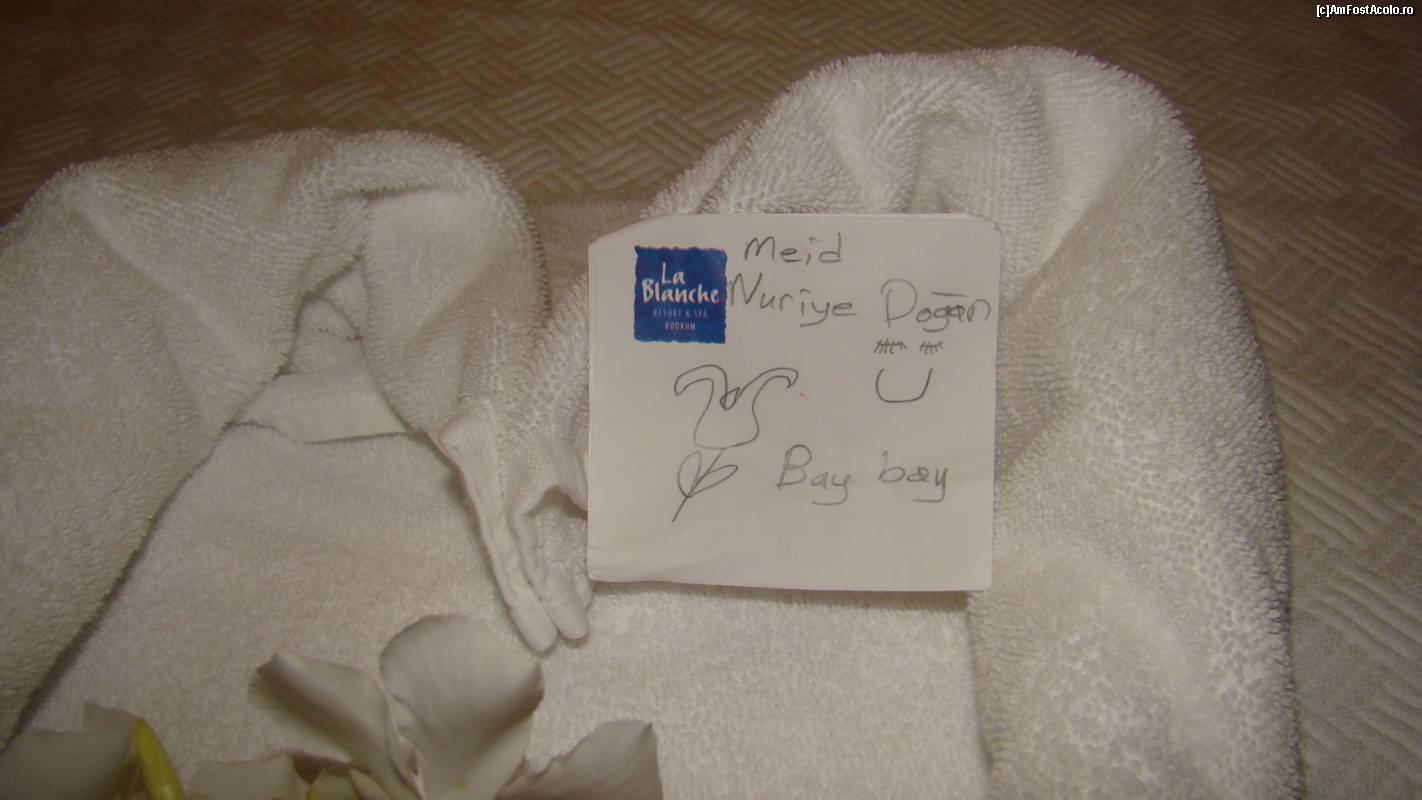 [c]AmFostAcolo.ro
La
Blanche
RESORT & SPA
BODRUM
Meid
Nuriye Doğan
Bay bay